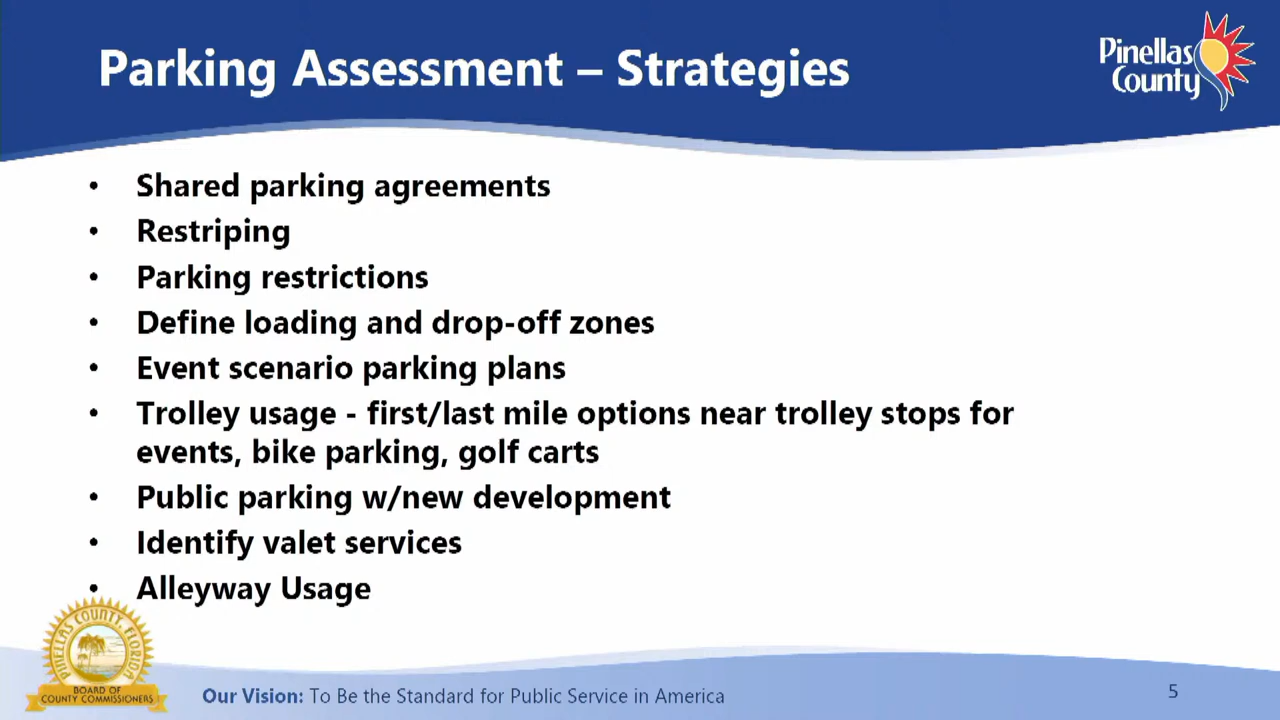 Parking Assessment – Strategies
Pinellas
County
• Shared parking agreements
• Restriping
• Parking restrictions
• Define loading and drop-off zones
• Event scenario parking plans
• Trolley usage - first/last mile options near trolley stops for
events, bike parking, golf carts
• Public parking w/new development
• Identify valet services
• Alleyway Usage
PINELLAS COUNTY, FLORIDA
BOARD OF
COUNTY COMMISSIONERS
Our Vision: To Be the Standard for Public Service in America
5